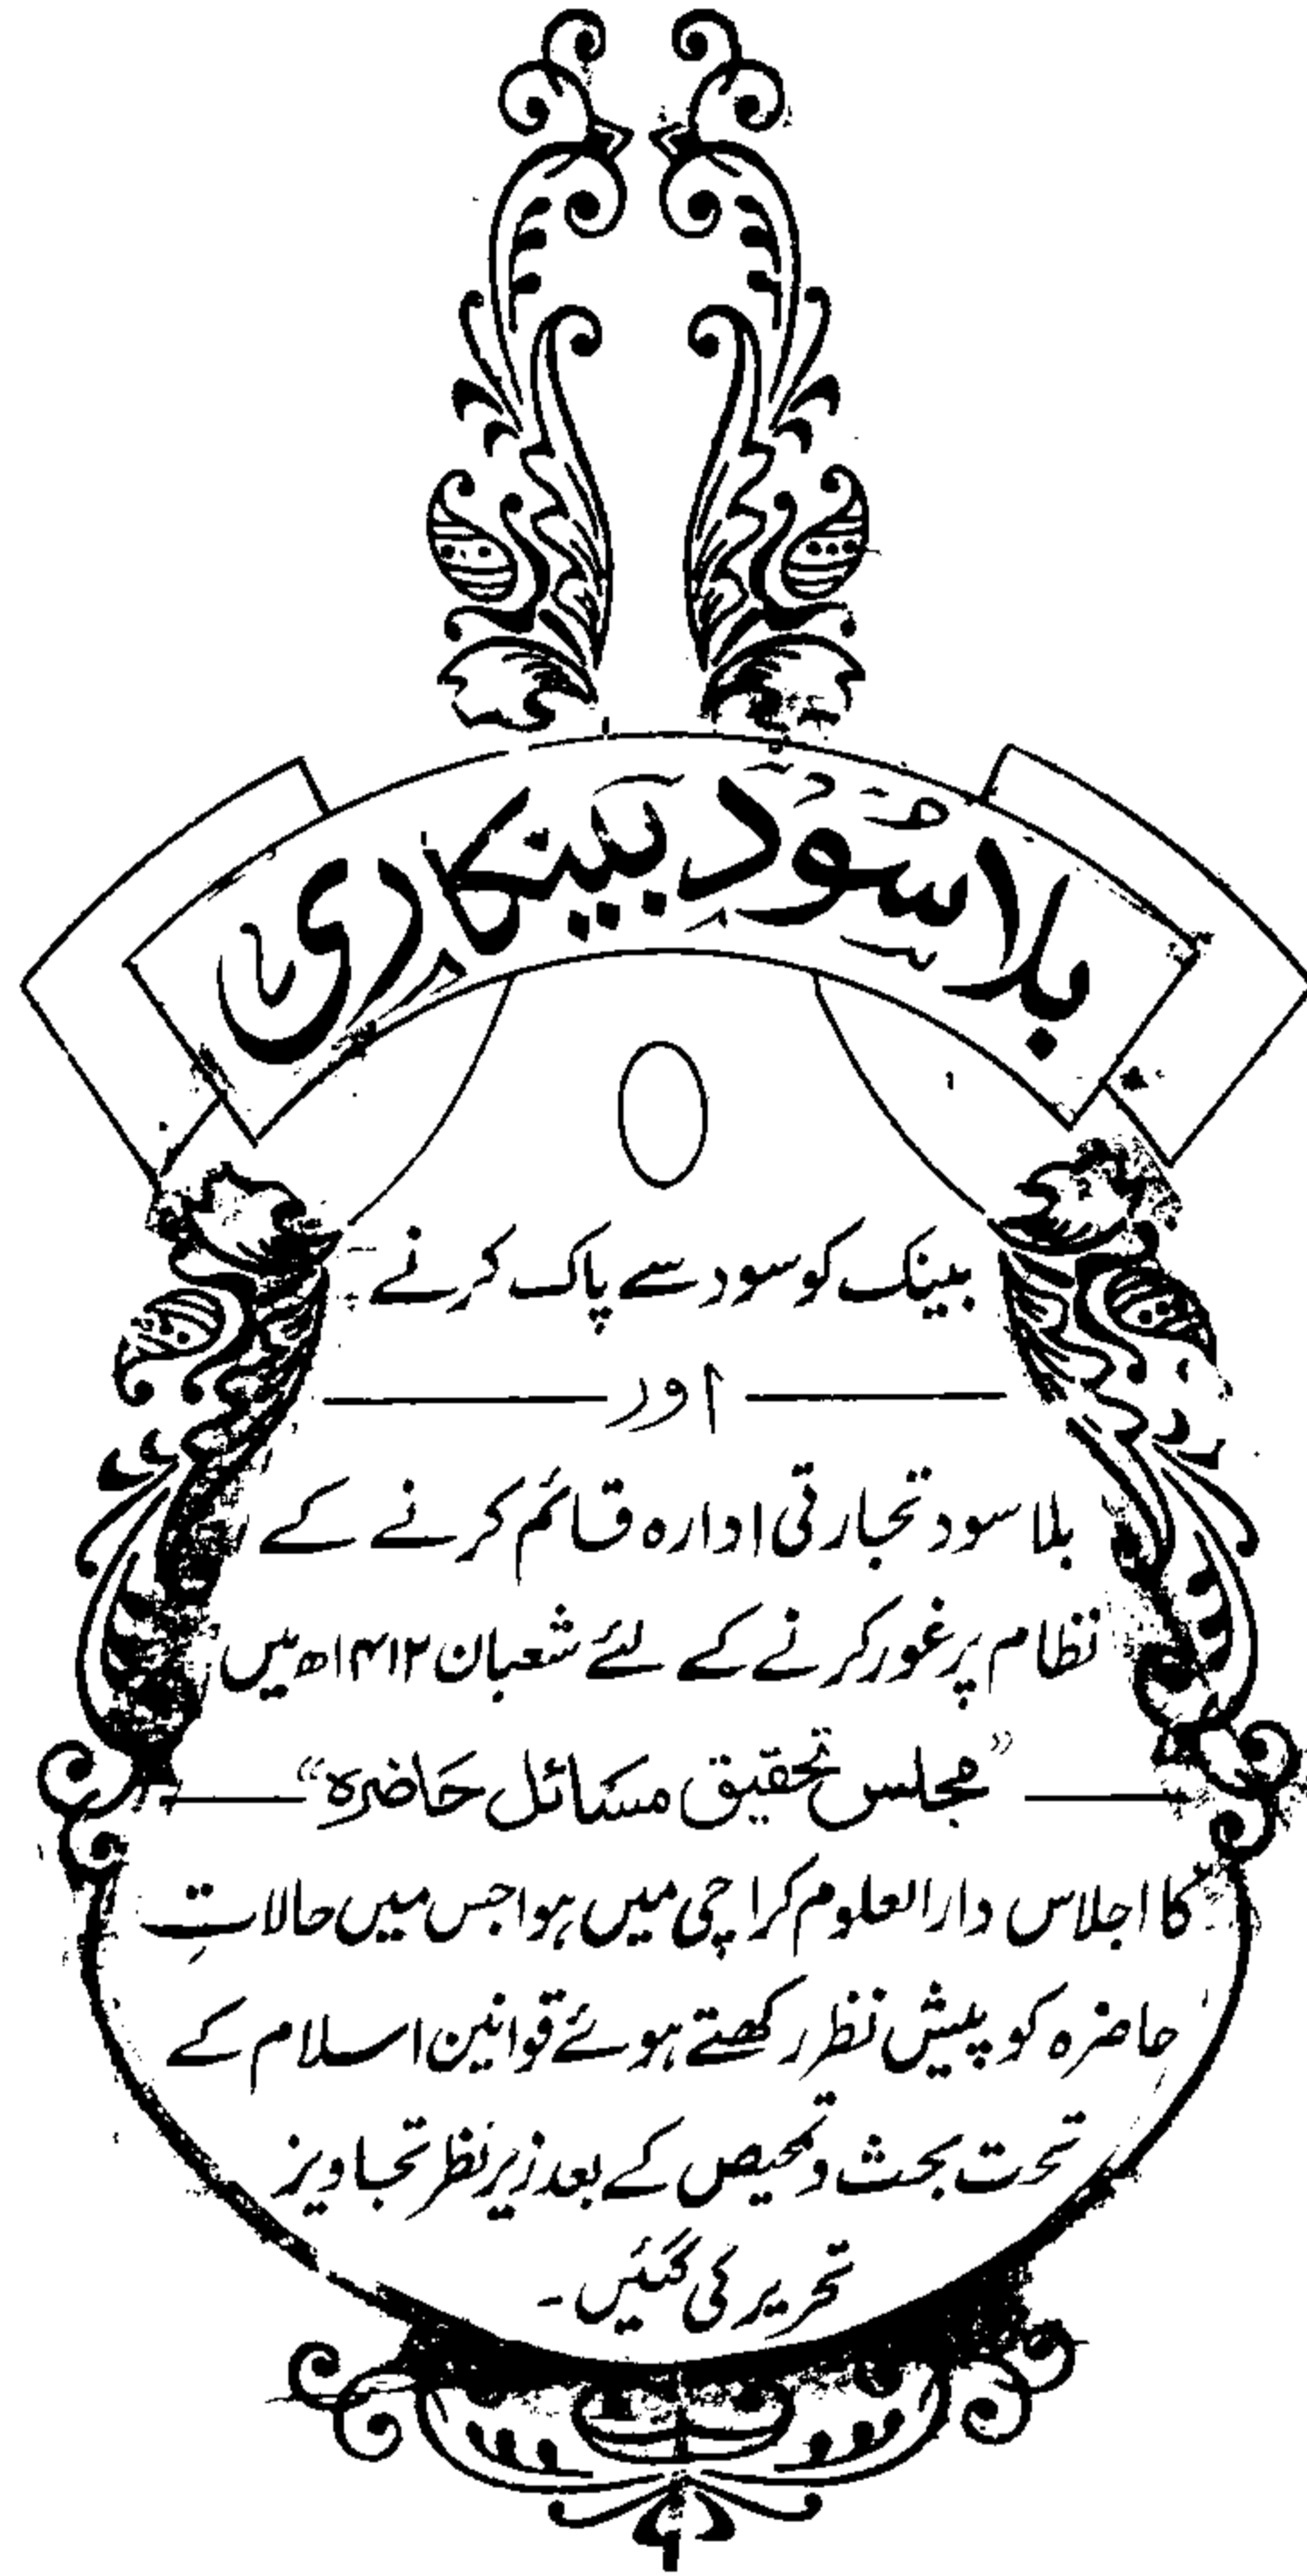 بلا سُود بینکاری
بینک کو سود سے پاک کرنے
اور
بلا سود تجارتی ادارہ قائم کرنے کے
نظام پر غور کرنے کے لئے شعبان ۱۴۱۲ھ میں
”مجلس تحقیق مسائل حاضرہ“
کا اجلاس دارالعلوم کراچی میں ہوا جس میں حالاتِ
حاضرہ کو پیش نظر رکھتے ہوئے قوانین اسلام کے
تحت بحث و تمحیص کے بعد زیر نظر تجاویز
تحریر کی گئیں۔